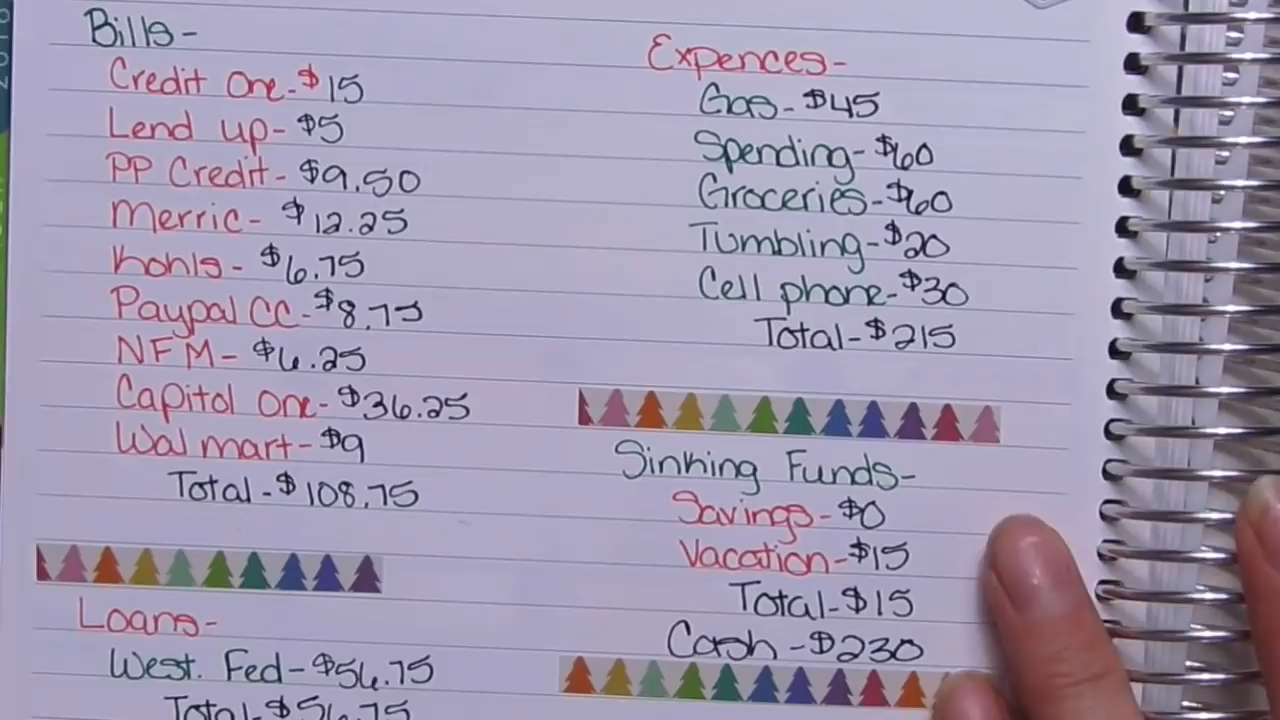 Bills-
Credit One-$15
Lend up-$5
PP Credit-$9.50
Merric-$12.25
Kohls-$6.75
Paypal CC-$8.75
NFM-$6.25
Capitol one-$36.25
Walmart-$9
Total-$108.75
Loans-
West. Fed-$56.75
Total-$56.75
Expences-
Gas-$45
Spending-$60
Groceries-$60
Tumbling-$20
Cell phone-$30
Total-$215
Sinking Funds-
Savings-$0
Vacation-$15
Total-$15
Cash-$230